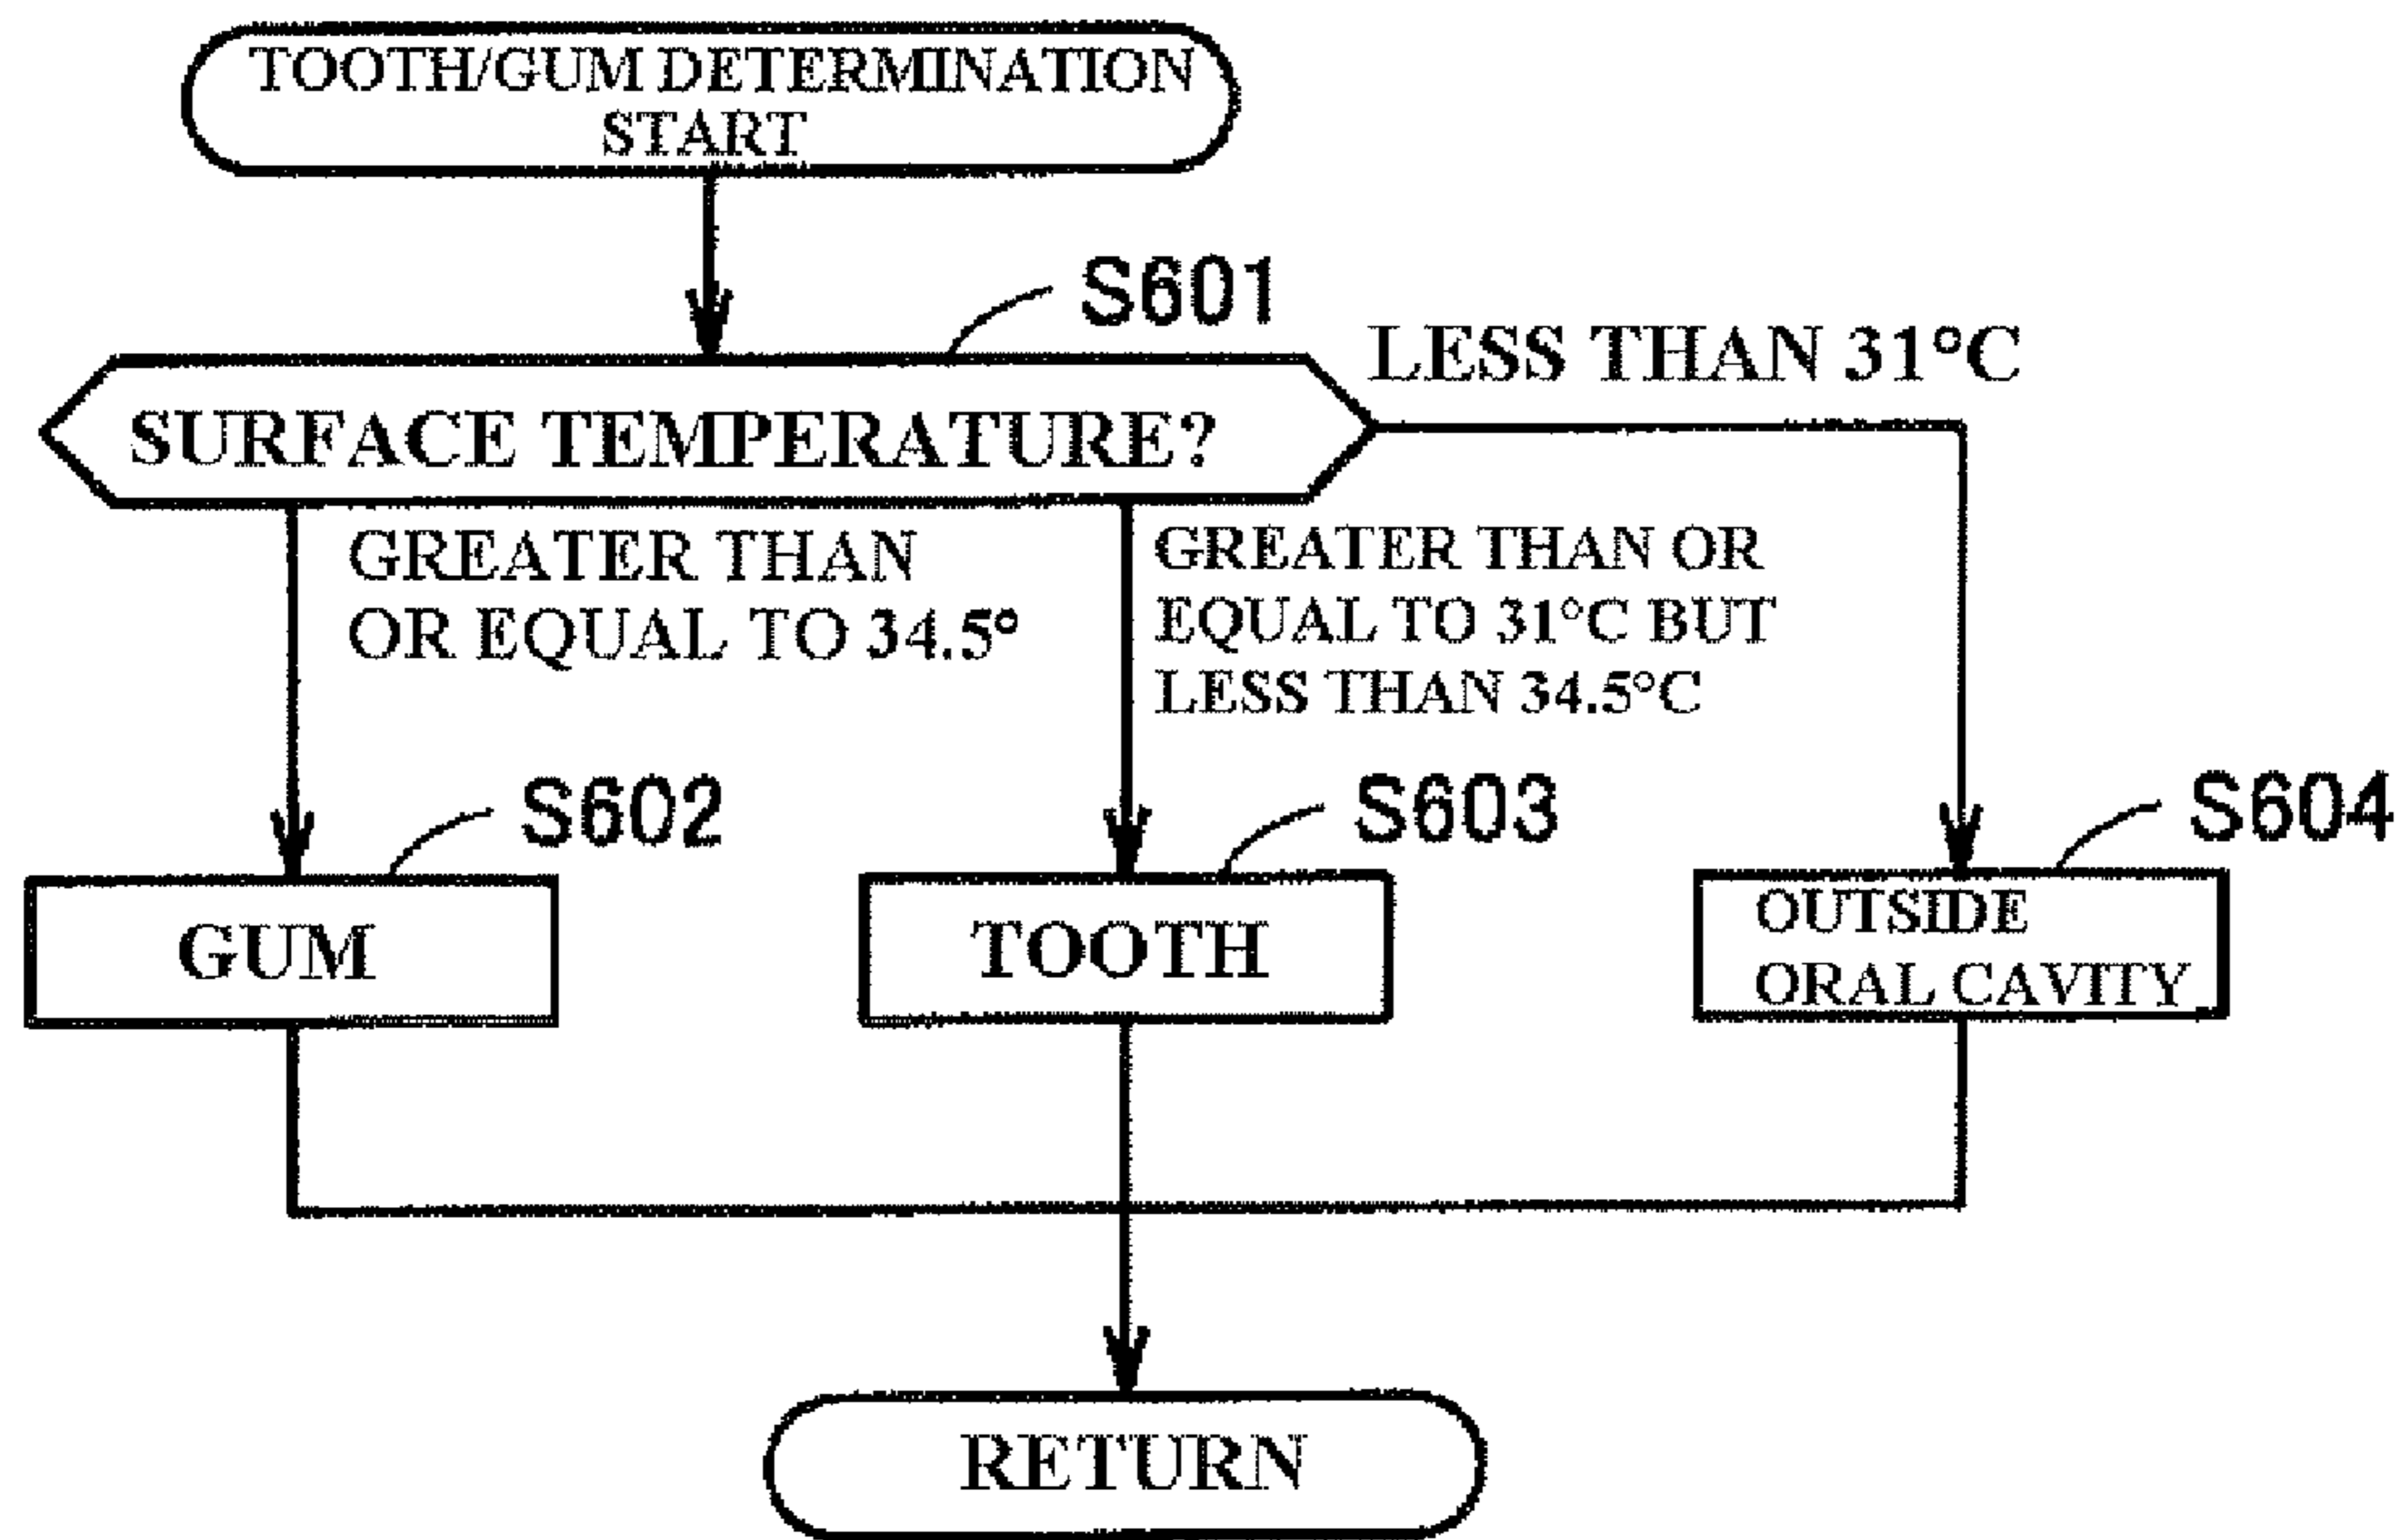 TOOTH/GUM DETERMINATION
START
S601
LESS THAN 31°C
SURFACE TEMPERATURE?
GREATER THAN
OR EQUAL TO 34.5°
GREATER THAN OR
EQUAL TO 31°C BUT
LESS THAN 34.5°C
S602
S603
S604
GUM
TOOTH
OUTSIDE
ORAL CAVITY
RETURN